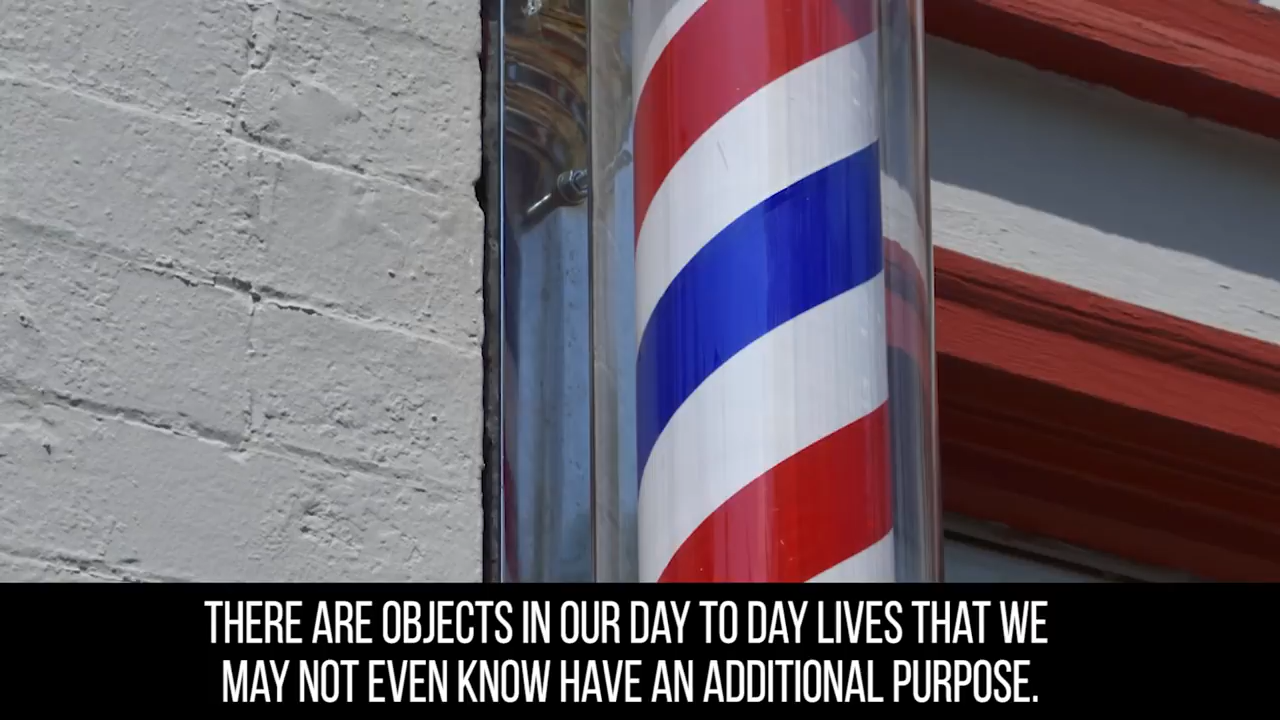 THERE ARE OBJECTS IN OUR DAY TO DAY LIVES THAT WE
MAY NOT EVEN KNOW HAVE AN ADDITIONAL PURPOSE.